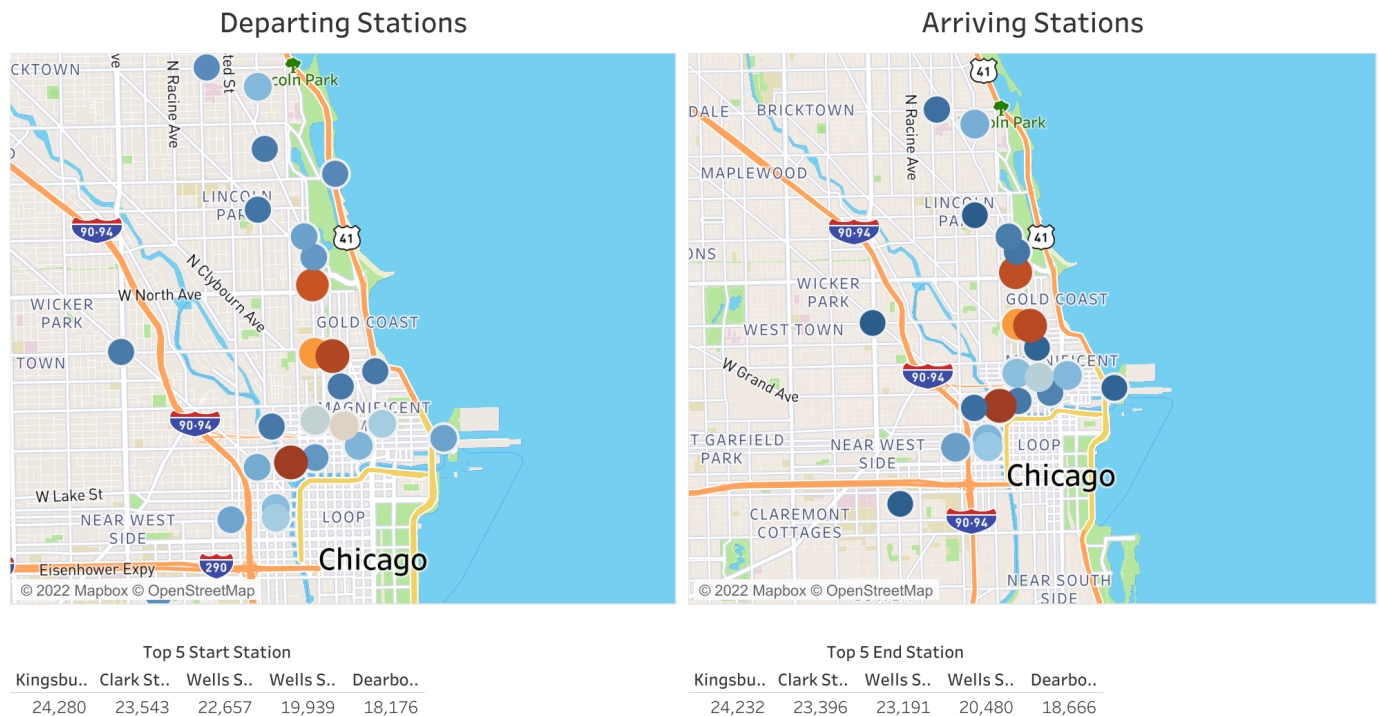 Departing Stations
Arriving Stations
CKTOWN
ve
N Racine Ave
ted St
coln Park
LINCOLN
PAR
90-94
41
N Clybourn Ave
W North Ave
WICKER
PARK
GOLD COAST
TOWN
MAGNIFICENT
90-94
W Lake St
NEAR WEST
SIDE
LOOP
Chicago
290
Eisenhower Expy
© 2022 Mapbox © OpenStreetMap
41
DALE
BRICKTOWN
N Racine Ave
oln Park
MAPLEWOOD
LINCOLN
PA
90-94
41
ONS
WICKER
PARK
GOLD COAST
WEST TOWN
W Grand Ave
90-94
T GARFIELD
PARK
NEAR WEST
SIDE
LOOP
Chicago
CLAREMONT
COTTAGES
90-94
NEAR SOUTH
SIDE
© 2022 Mapbox © OpenStreetMap
Top 5 Start Station
Kingsbu.. Clark St.. Wells S.. Wells S.. Dearbo..
24,280 23,543 22,657 19,939 18,176
Top 5 End Station
Kingsbu.. Clark St.. Wells S.. Wells S.. Dearbo..
24,232 23,396 23,191 20,480 18,666